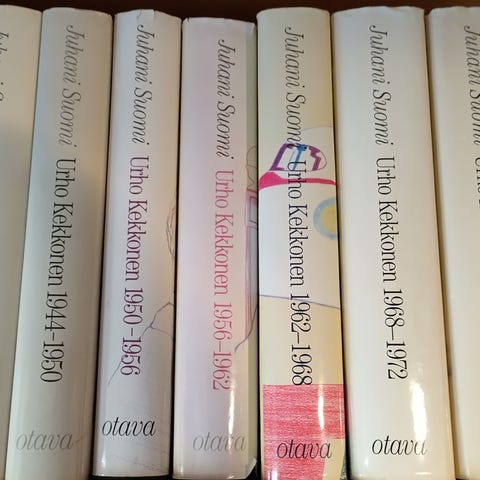 Juhani Suomi Urho Kekkonen 1944–1950
otava
Juhani Suomi Urho Kekkonen 1950–1956
otava
Juhani Suomi Urho Kekkonen 1956–1962
otava
Juhani Suomi Urho Kekkonen 1962–1968
otava
Juhani Suomi Urho Kekkonen 1968–1972
otava